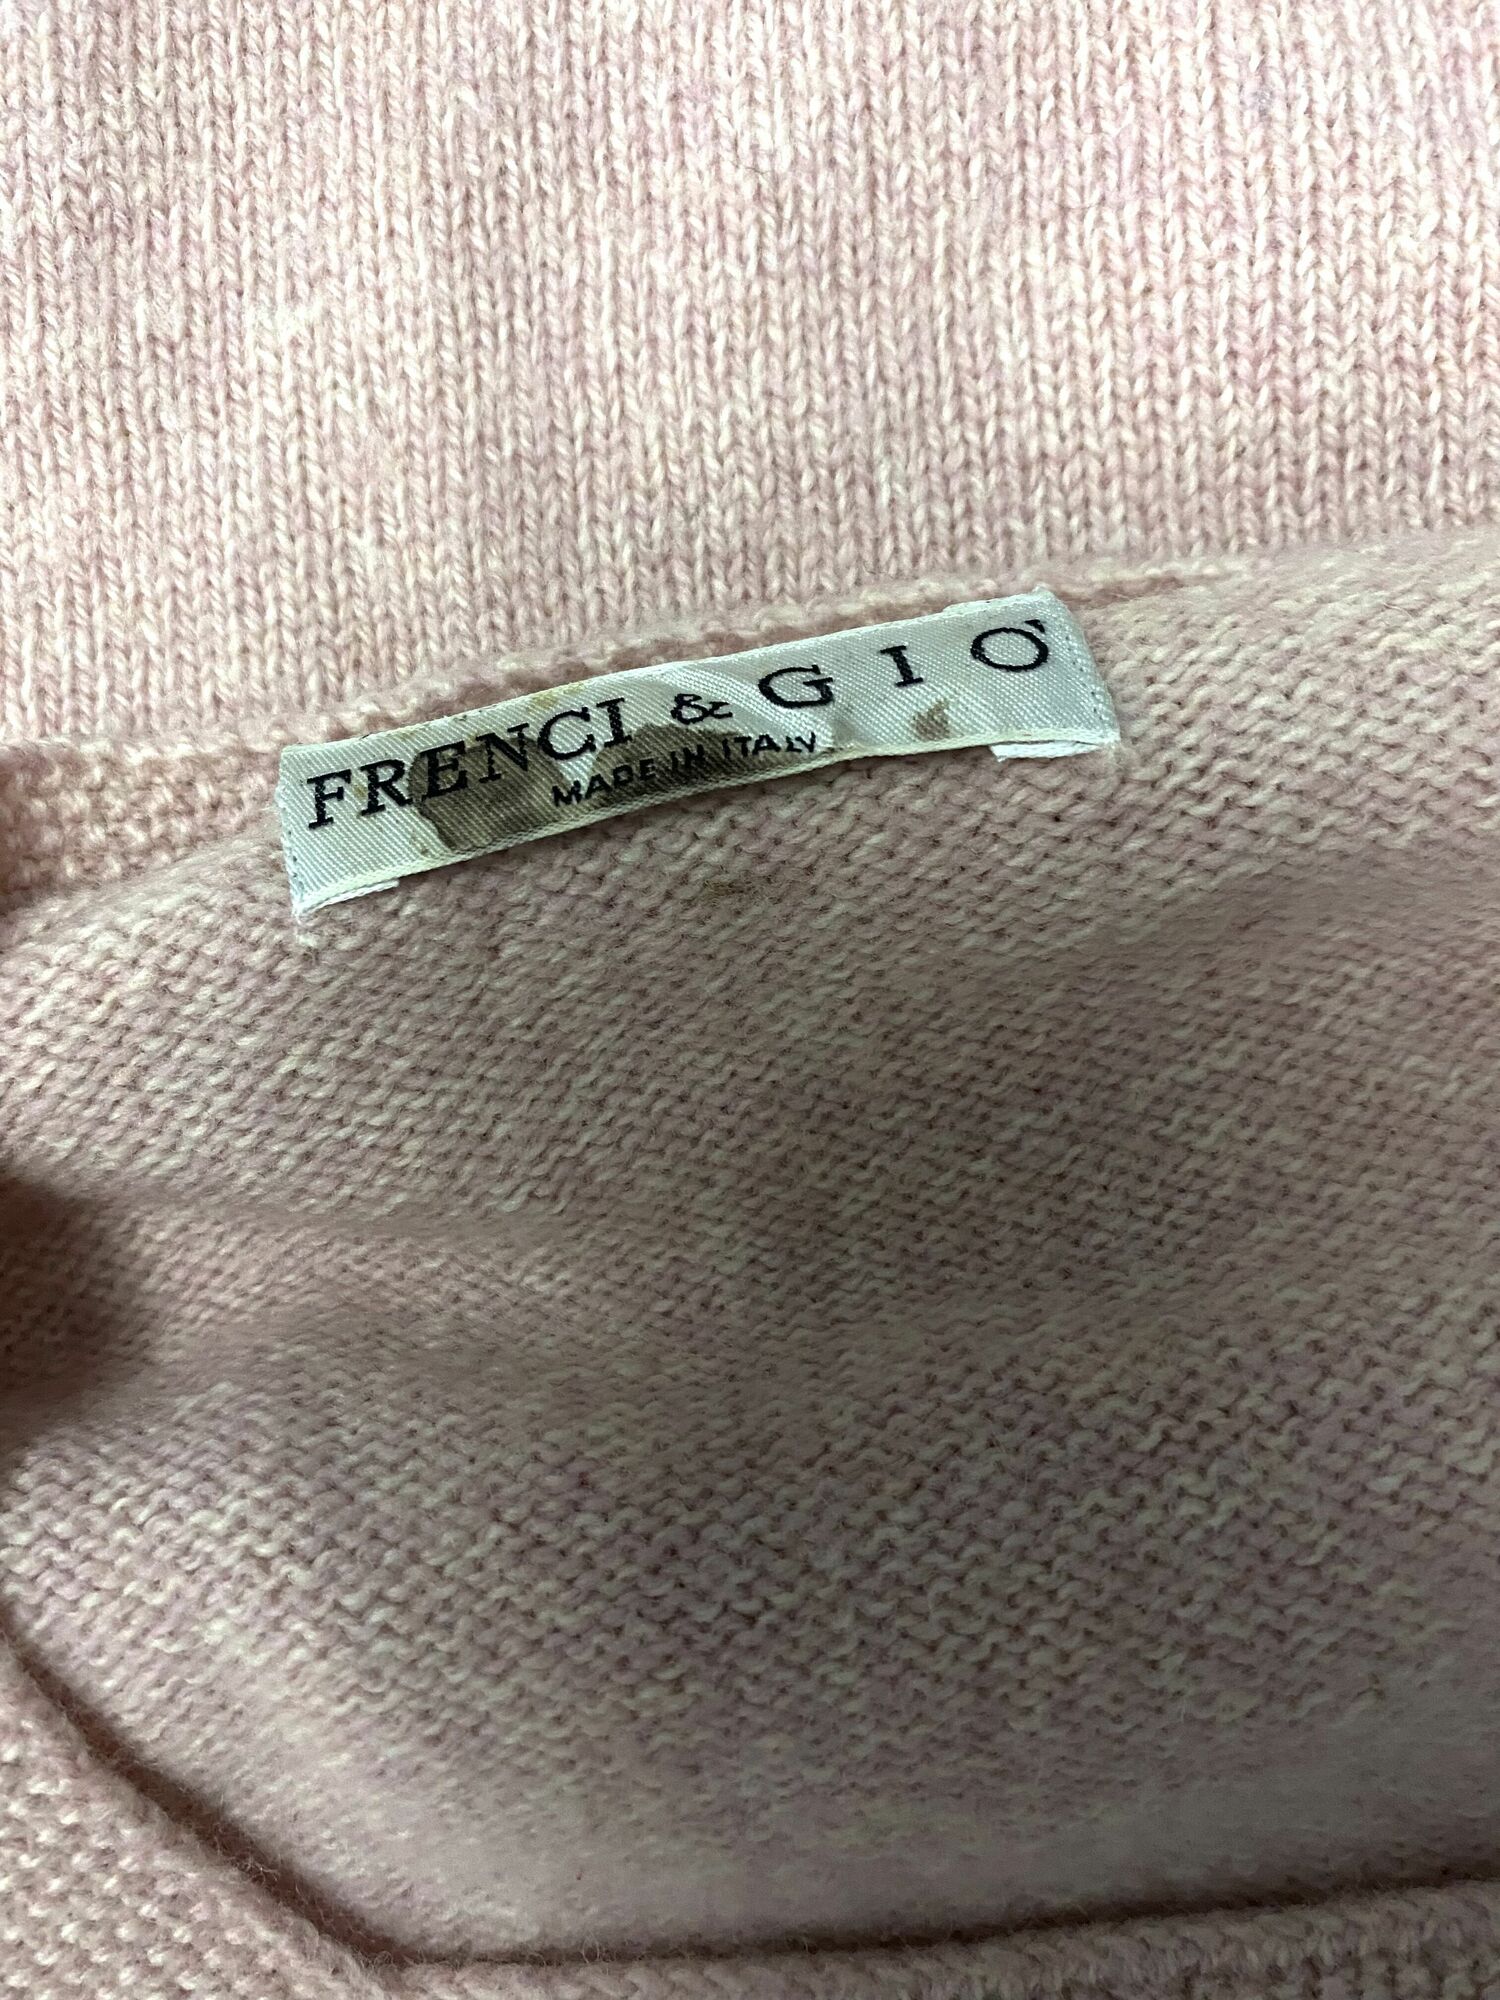 FRENCI & GIO'
MADE IN ITALY